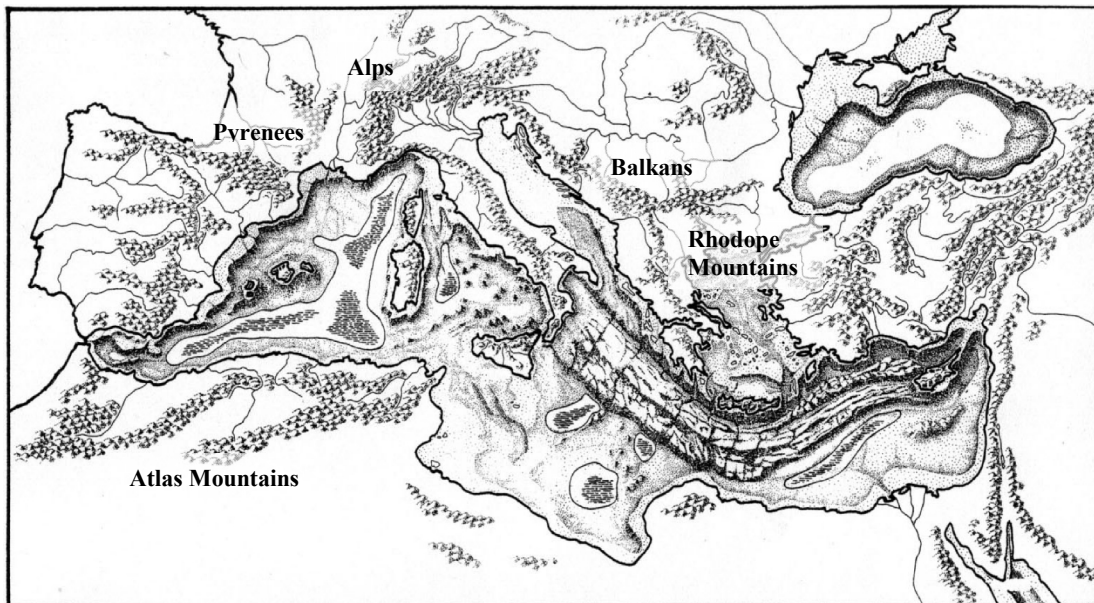 Alps
Pyrenees
Balkans
Rhodope
Mountains
Atlas Mountains